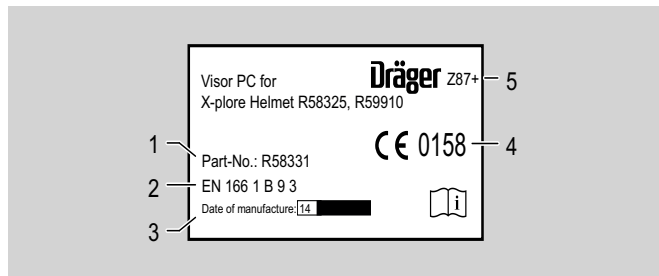 Visor PC for
Dräger Z87+ 5
X-plore Helmet R58325, R59910
CE 0158 4
1
Part-No.: R58331
2 EN 166 1 B 9 3
Date of manufacture: 14
3
i